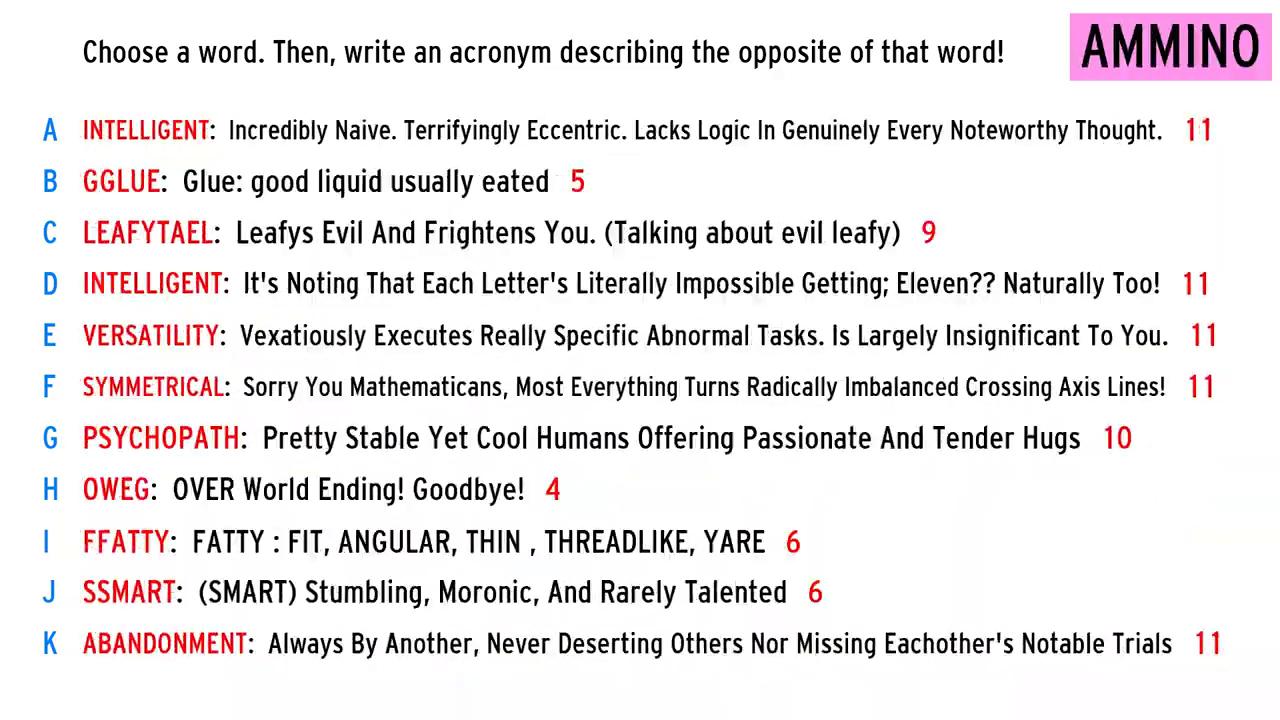 Choose a word. Then, write an acronym describing the opposite of that word! AMMINO
A INTELLIGENT: Incredibly Naive. Terrifyingly Eccentric. Lacks Logic In Genuinely Every Noteworthy Thought. 11
B GGLUE: Glue: good liquid usually eated 5
C LEAFYTAEL: Leafys Evil And Frightens You. (Talking about evil leafy) 9
D INTELLIGENT: It's Noting That Each Letter's Literally Impossible Getting; Eleven?? Naturally Too! 11
E VERSATILITY: Vexatiously Executes Really Specific Abnormal Tasks. Is Largely Insignificant To You. 11
F SYMMETRICAL: Sorry You Mathematicans, Most Everything Turns Radically Imbalanced Crossing Axis Lines! 11
G PSYCHOPATH: Pretty Stable Yet Cool Humans Offering Passionate And Tender Hugs 10
H OWEG: OVER World Ending! Goodbye! 4
I FFATTY: FATTY : FIT, ANGULAR, THIN , THREADLIKE, YARE 6
J SSMART: (SMART) Stumbling, Moronic, And Rarely Talented 6
K ABANDONMENT: Always By Another, Never Deserting Others Nor Missing Eachother's Notable Trials 11